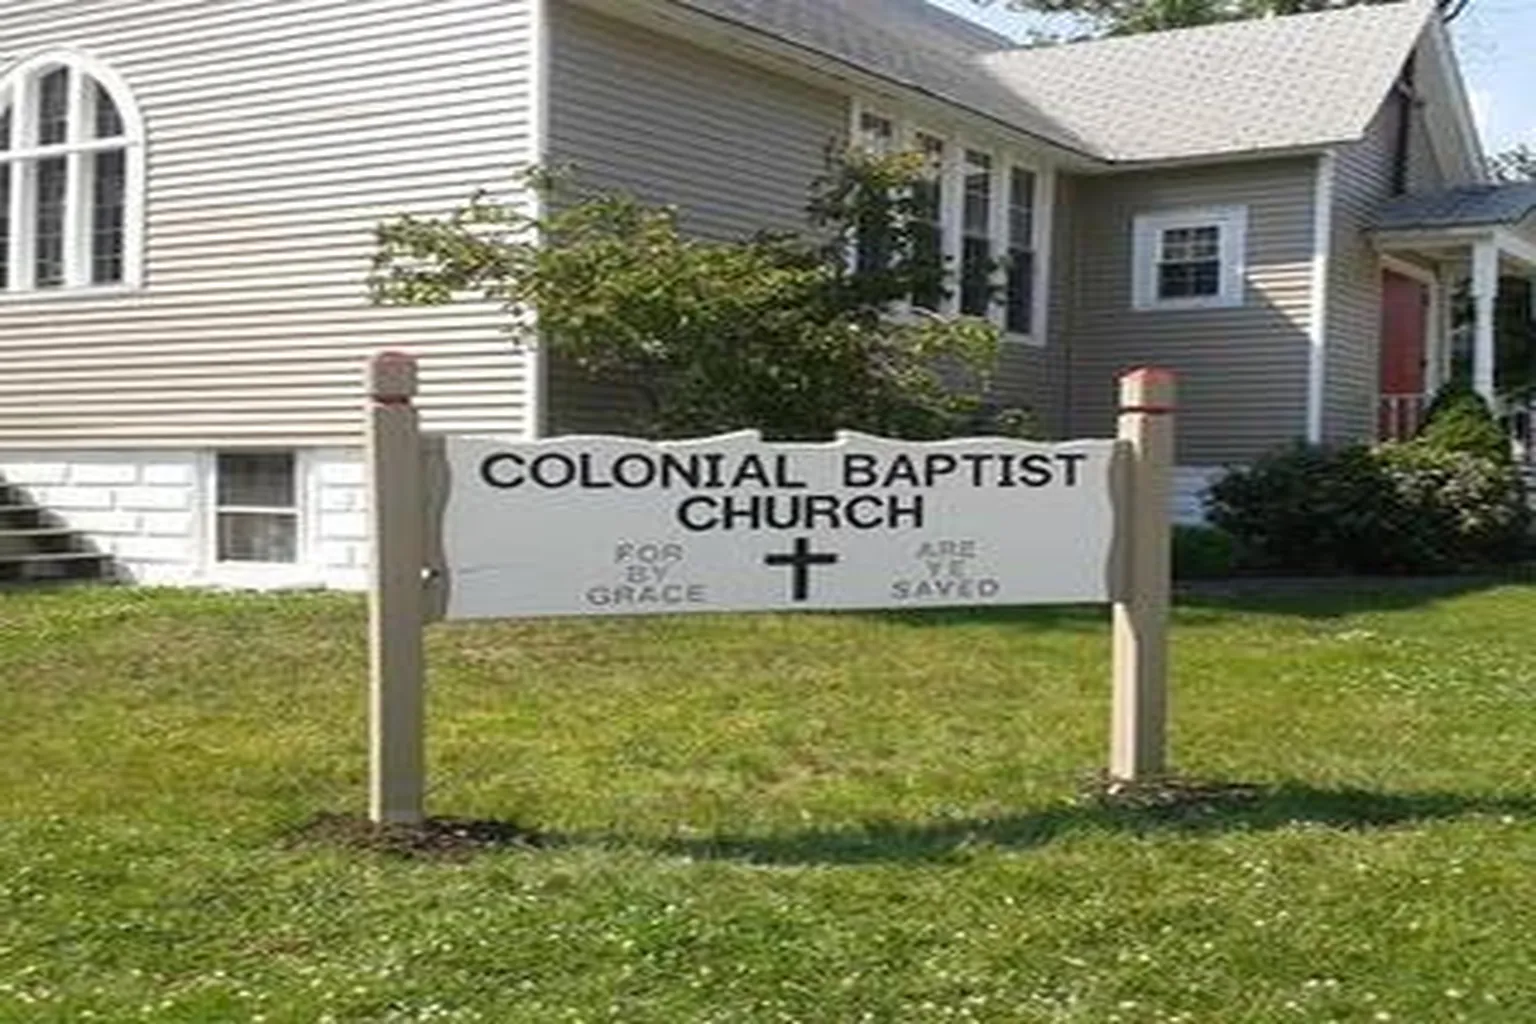 COLONIAL BAPTIST
CHURCH
FOR
BY
GRACE
ARE
YE
SAVED